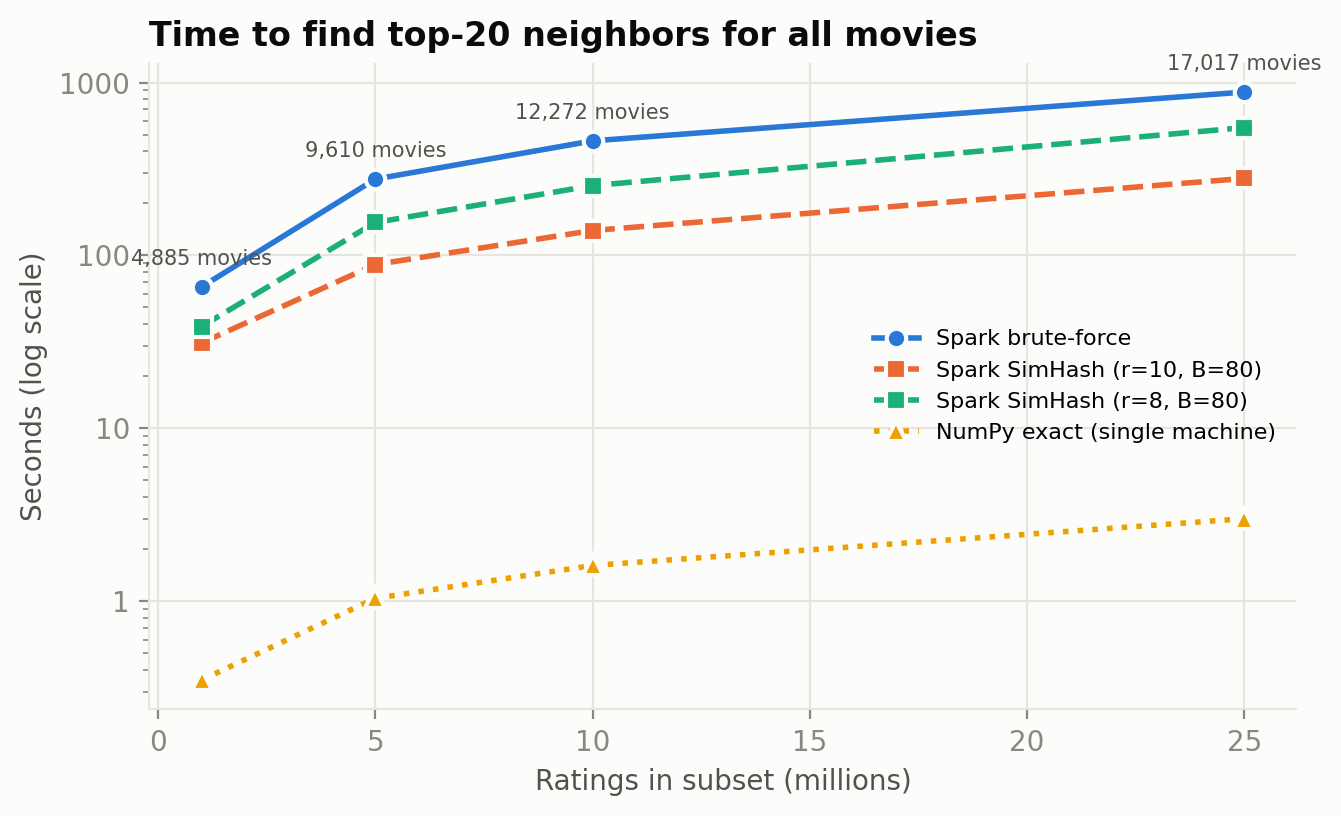 Time to find top-20 neighbors for all movies
17,017 movies
1000
12,272 movies
9,610 movies
100
4,885 movies
Seconds (log scale)
Spark brute-force
Spark SimHash (r=10, B=80)
Spark SimHash (r=8, B=80)
10
NumPy exact (single machine)
1
0 5 10 15 20 25
Ratings in subset (millions)